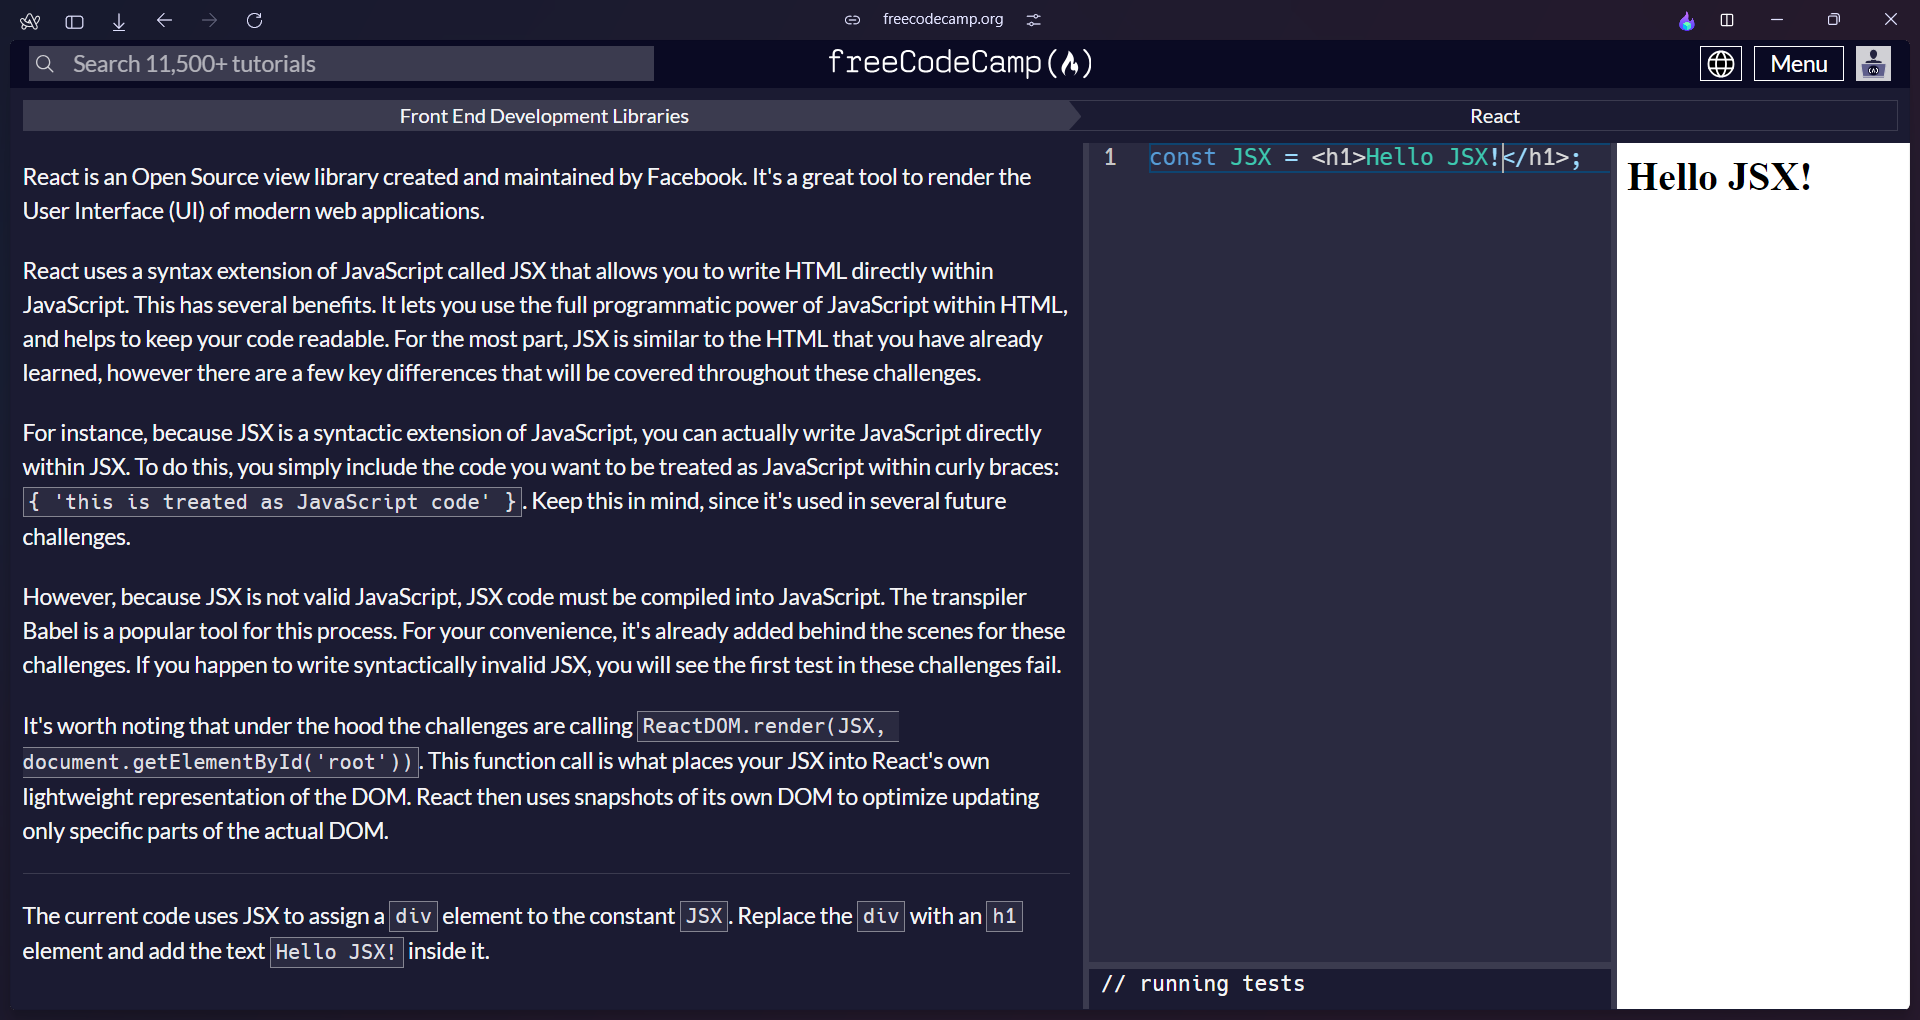 freecodecamp.org
Search 11,500+ tutorials
freeCodeCamp(🔥)
Menu
Front End Development Libraries
React
React is an Open Source view library created and maintained by Facebook. It's a great tool to render the
User Interface (UI) of modern web applications.
React uses a syntax extension of JavaScript called JSX that allows you to write HTML directly within
JavaScript. This has several benefits. It lets you use the full programmatic power of JavaScript within HTML,
and helps to keep your code readable. For the most part, JSX is similar to the HTML that you have already
learned, however there are a few key differences that will be covered throughout these challenges.
For instance, because JSX is a syntactic extension of JavaScript, you can actually write JavaScript directly
within JSX. To do this, you simply include the code you want to be treated as JavaScript within curly braces:
{ 'this is treated as JavaScript code' }. Keep this in mind, since it's used in several future
challenges.
However, because JSX is not valid JavaScript, JSX code must be compiled into JavaScript. The transpiler
Babel is a popular tool for this process. For your convenience, it's already added behind the scenes for these
challenges. If you happen to write syntactically invalid JSX, you will see the first test in these challenges fail.
It's worth noting that under the hood the challenges are calling ReactDOM.render(JSX,
document.getElementById('root')). This function call is what places your JSX into React's own
lightweight representation of the DOM. React then uses snapshots of its own DOM to optimize updating
only specific parts of the actual DOM.
The current code uses JSX to assign a div element to the constant JSX. Replace the div with an h1
element and add the text Hello JSX! inside it.
1 const JSX = <h1>Hello JSX!</h1>;
// running tests
Hello JSX!